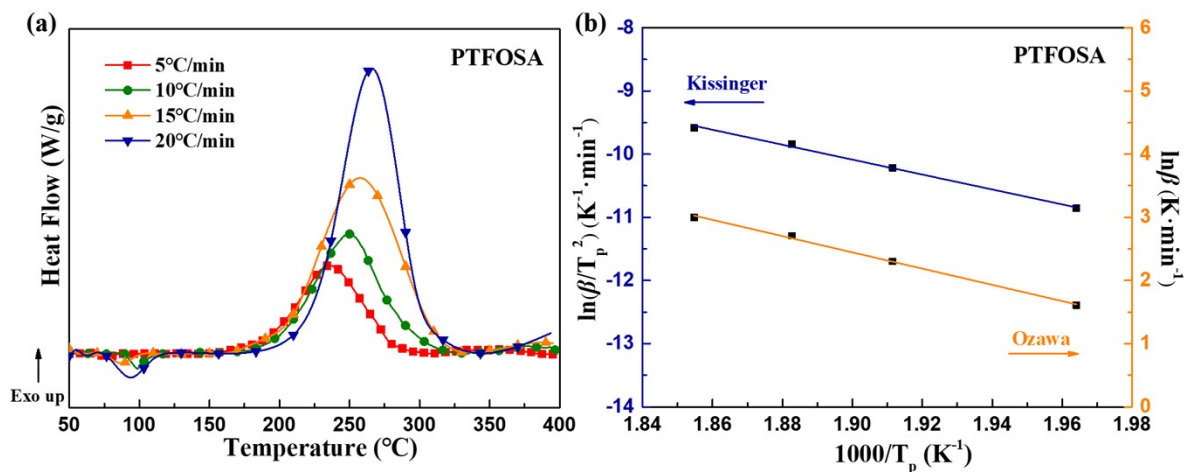 (a)
PTFOSA
5°C/min
10°C/min
15°C/min
20°C/min
Heat Flow (W/g)
Exo up
50 100 150 200 250 300 350 400
Temperature (°C)
(b)
PTFOSA
Kissinger
Ozawa
-8
-9
-10
-11
-12
-13
-14
ln(β/Tp²) (K⁻¹·min⁻¹)
6
5
4
3
2
1
0
lnβ (K·min⁻¹)
1.84 1.86 1.88 1.90 1.92 1.94 1.96 1.98
1000/Tp (K⁻¹)